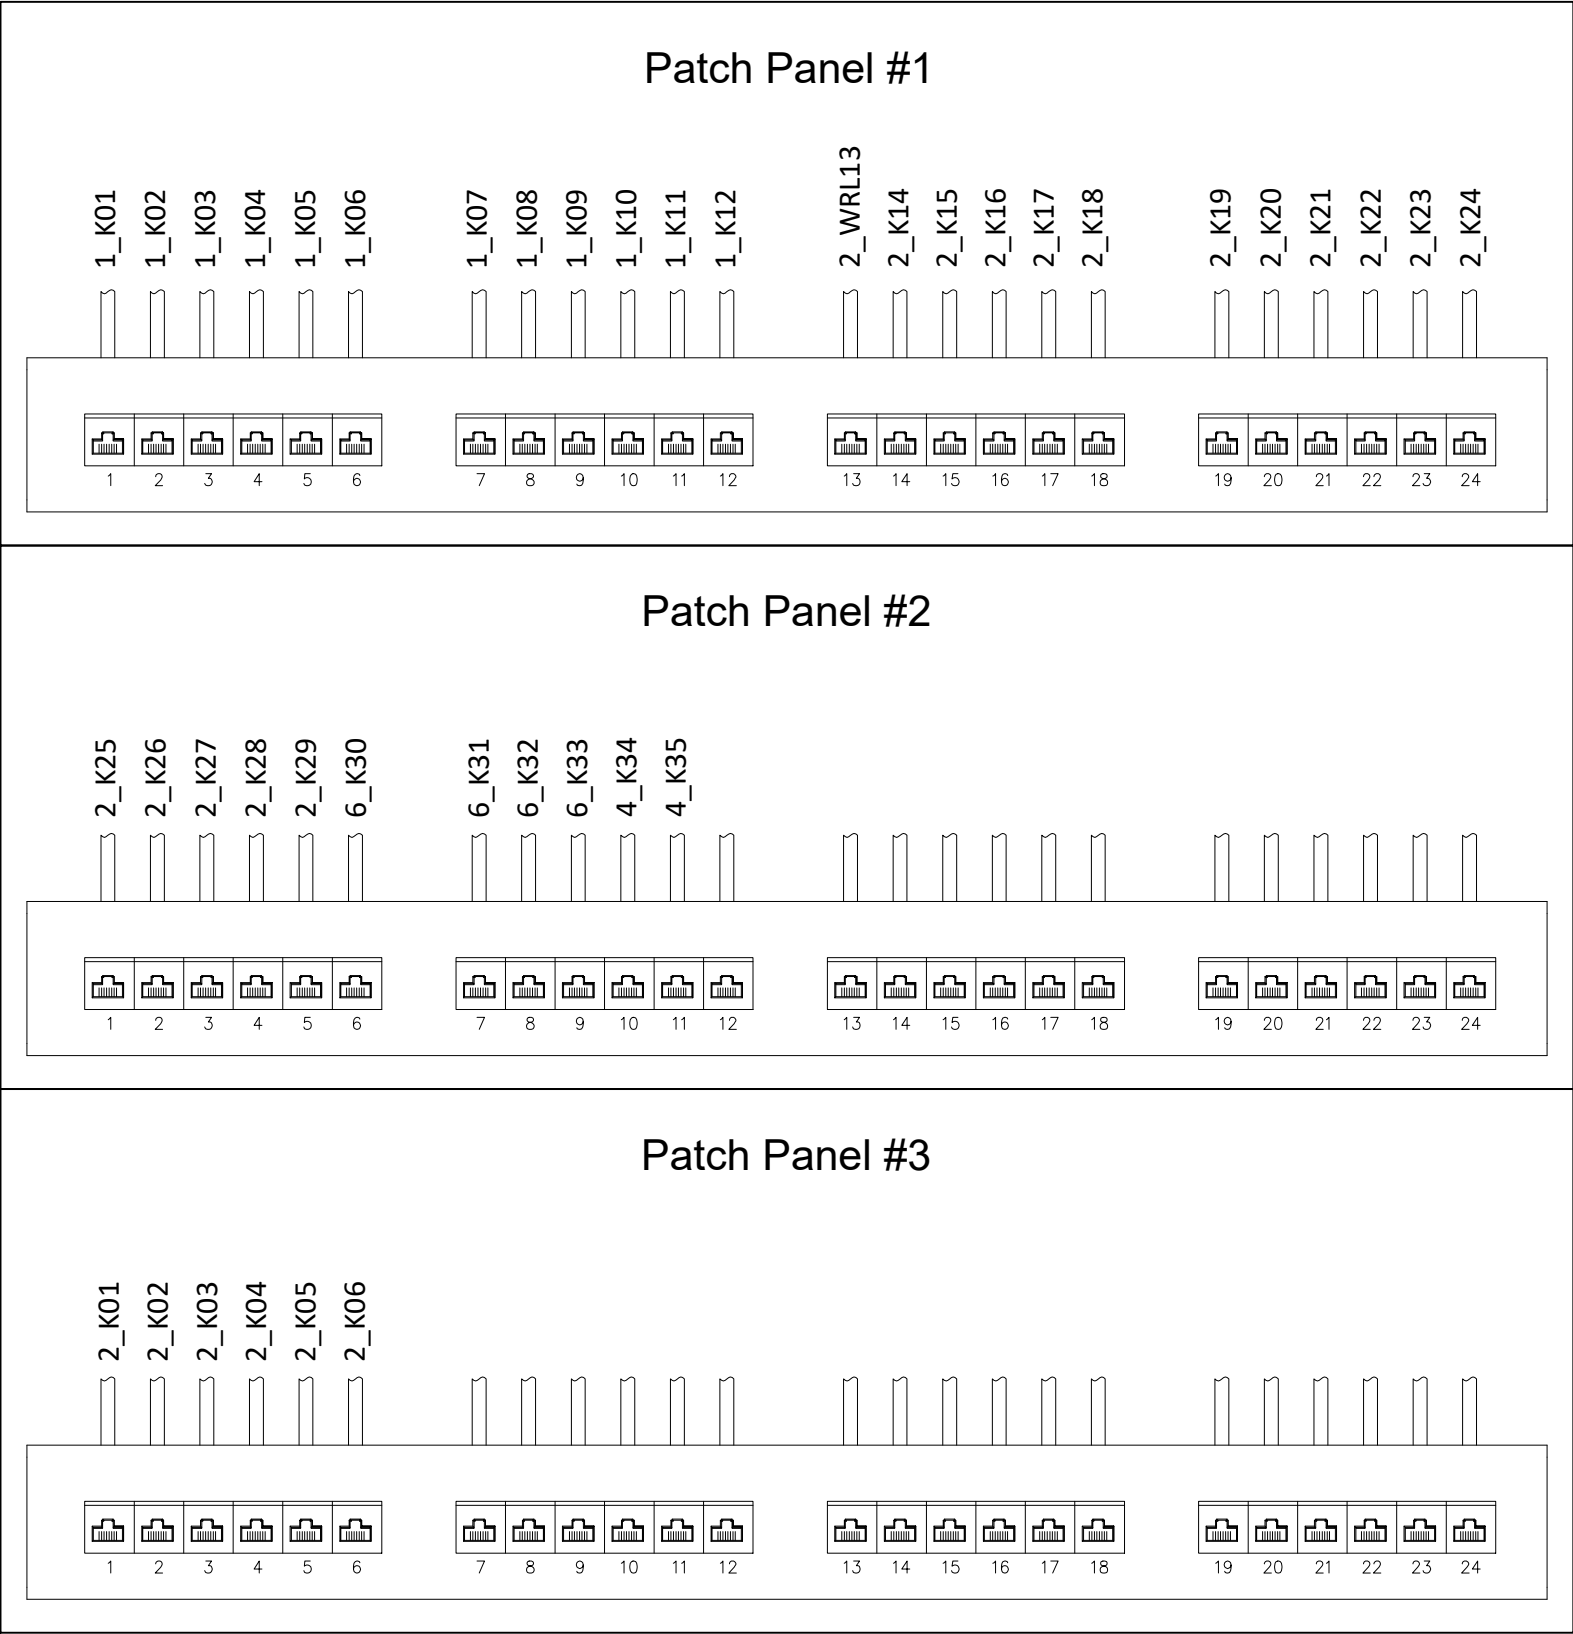 Patch Panel #1
1_K01 1_K02 1_K03 1_K04 1_K05 1_K06 1_K07 1_K08 1_K09 1_K10 1_K11 1_K12 2_WRL13 2_K14 2_K15 2_K16 2_K17 2_K18 2_K19 2_K20 2_K21 2_K22 2_K23 2_K24
1 2 3 4 5 6 7 8 9 10 11 12 13 14 15 16 17 18 19 20 21 22 23 24
Patch Panel #2
2_K25 2_K26 2_K27 2_K28 2_K29 6_K30 6_K31 6_K32 6_K33 4_K34 4_K35
1 2 3 4 5 6 7 8 9 10 11 12 13 14 15 16 17 18 19 20 21 22 23 24
Patch Panel #3
2_K01 2_K02 2_K03 2_K04 2_K05 2_K06
1 2 3 4 5 6 7 8 9 10 11 12 13 14 15 16 17 18 19 20 21 22 23 24